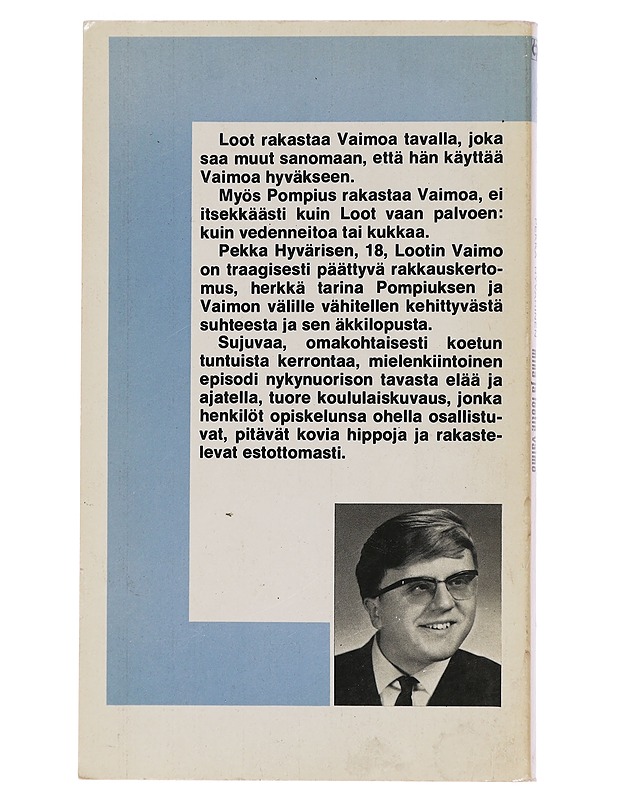 Loot rakastaa Vaimoa tavalla, joka
saa muut sanomaan, että hän käyttää
Vaimoa hyväkseen.
Myös Pompius rakastaa Vaimoa, ei
itsekkäästi kuin Loot vaan palvoen:
kuin vedenneitoa tai kukkaa.
Pekka Hyvärisen, 18, Lootin Vaimo
on traagisesti päättyvä rakkauskerto-
mus, herkkä tarina Pompiuksen ja
Vaimon välille vähitellen kehittyvästä
suhteesta ja sen äkkilopusta.
Sujuvaa, omakohtaisesti koetun
tuntuista kerrontaa, mielenkiintoinen
episodi nykynuorison tavasta elää ja
ajatella, tuore koululaiskuvaus, jonka
henkilöt opiskelunsa ohella osallistu-
vat, pitävät kovia hippoja ja rakaste-
levat estottomasti.